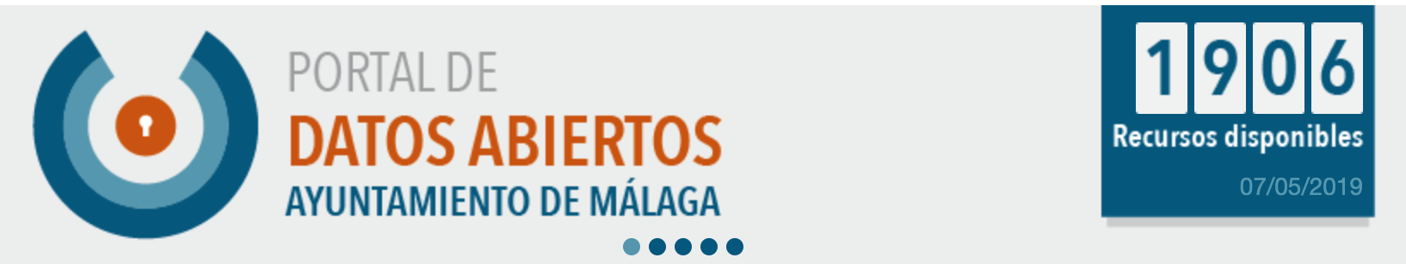 PORTAL DE
DATOS ABIERTOS
AYUNTAMIENTO DE MÁLAGA
1906
Recursos disponibles
07/05/2019